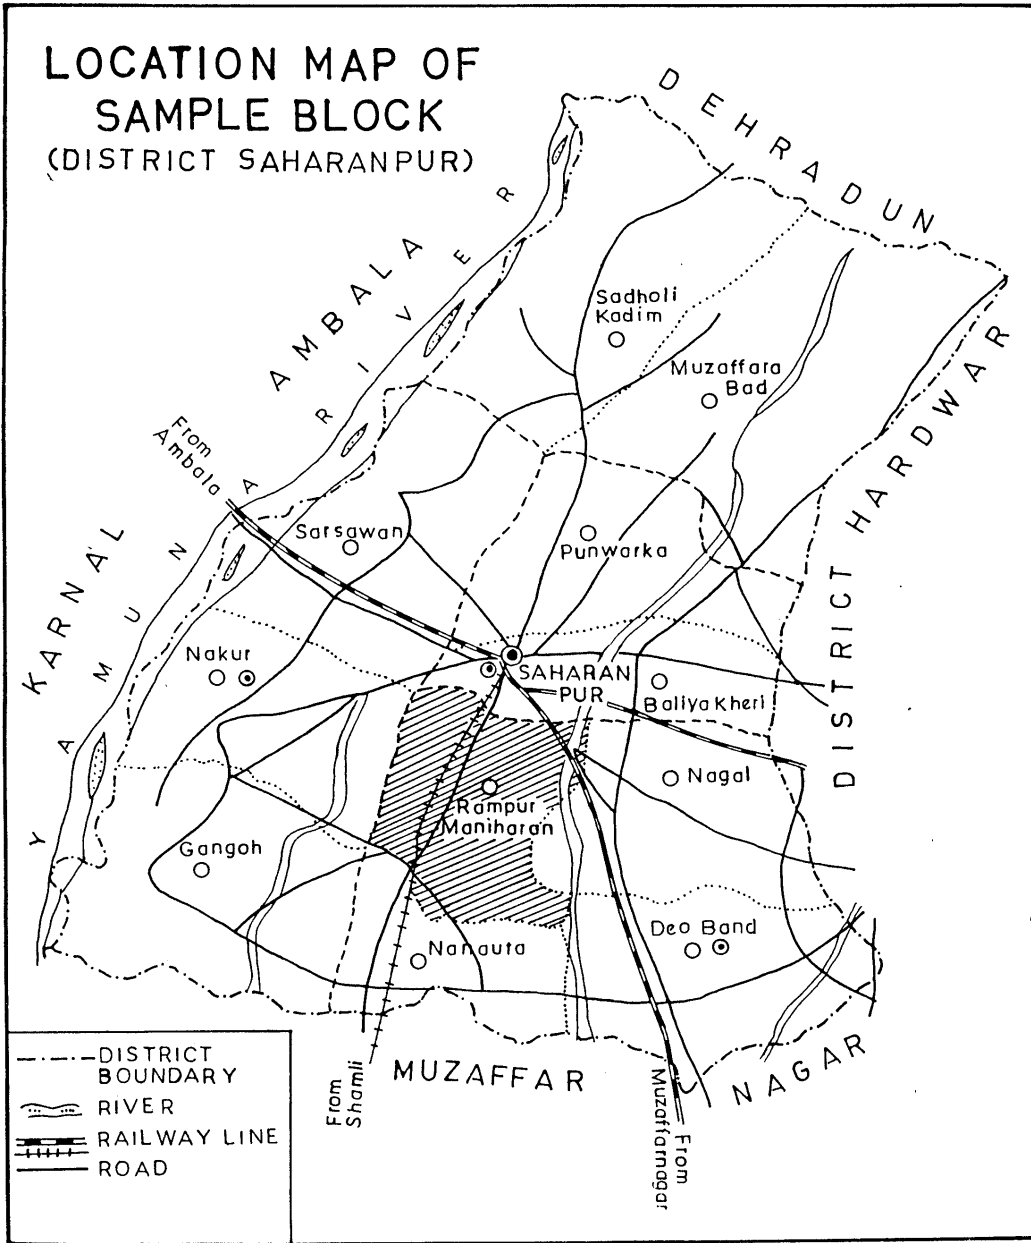 LOCATION MAP OF
SAMPLE BLOCK
(DISTRICT SAHARANPUR)
DEHRADUN
AMBALA
YAMUNA RIVER
Sadholi
Kadim
Muzaffara
Bad
DISTRICT HARDWAR
From
Ambala
KARNAL
Sarsawan
Punwarka
Nakur
SAHARAN
PUR
Baliya Kheri
Nagal
Rampur
Maniharan
Gangoh
Deo Band
Nanauta
DISTRICT
BOUNDARY
RIVER
RAILWAY LINE
ROAD
From
Shamli
MUZAFFAR NAGAR
From
Muzaffarnagar